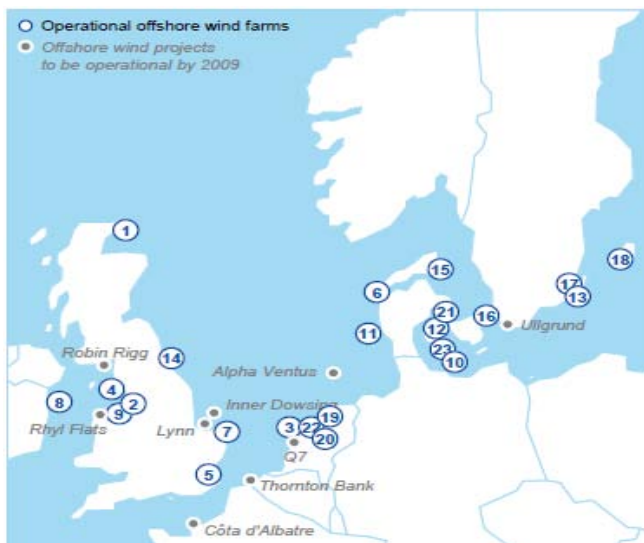 Operational offshore wind farms
Offshore wind projects
to be operational by 2009
1
18
15
17
6
13
21
16
Ullgrund
11
12
23
10
14
Robin Rigg
Alpha Ventus
4
8
2
9
Rhyl Flats
Inner Dowsing
19
Lynn
7
3
22
20
Q7
5
Thornton Bank
Côta d'Albatre